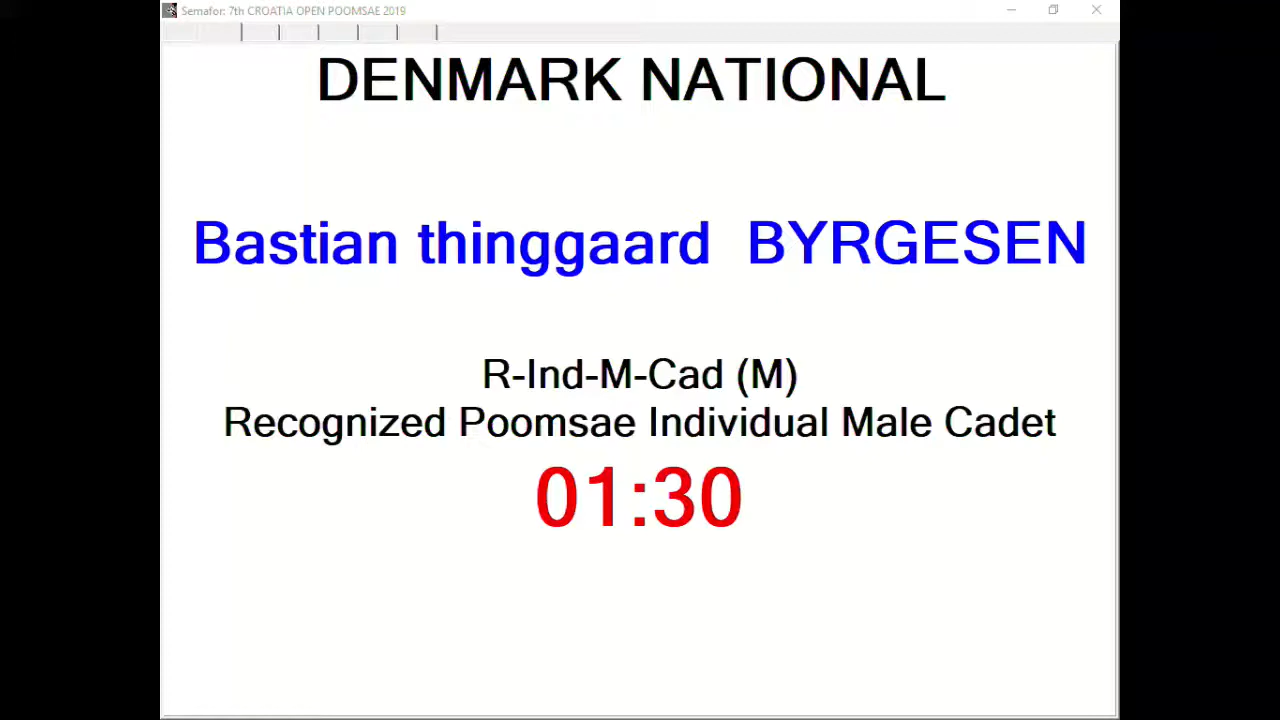 Semafor: 7th CROATIA OPEN POOMSAE 2019
DENMARK NATIONAL
Bastian thinggaard BYRGESEN
R-Ind-M-Cad (M)
Recognized Poomsae Individual Male Cadet
01:30